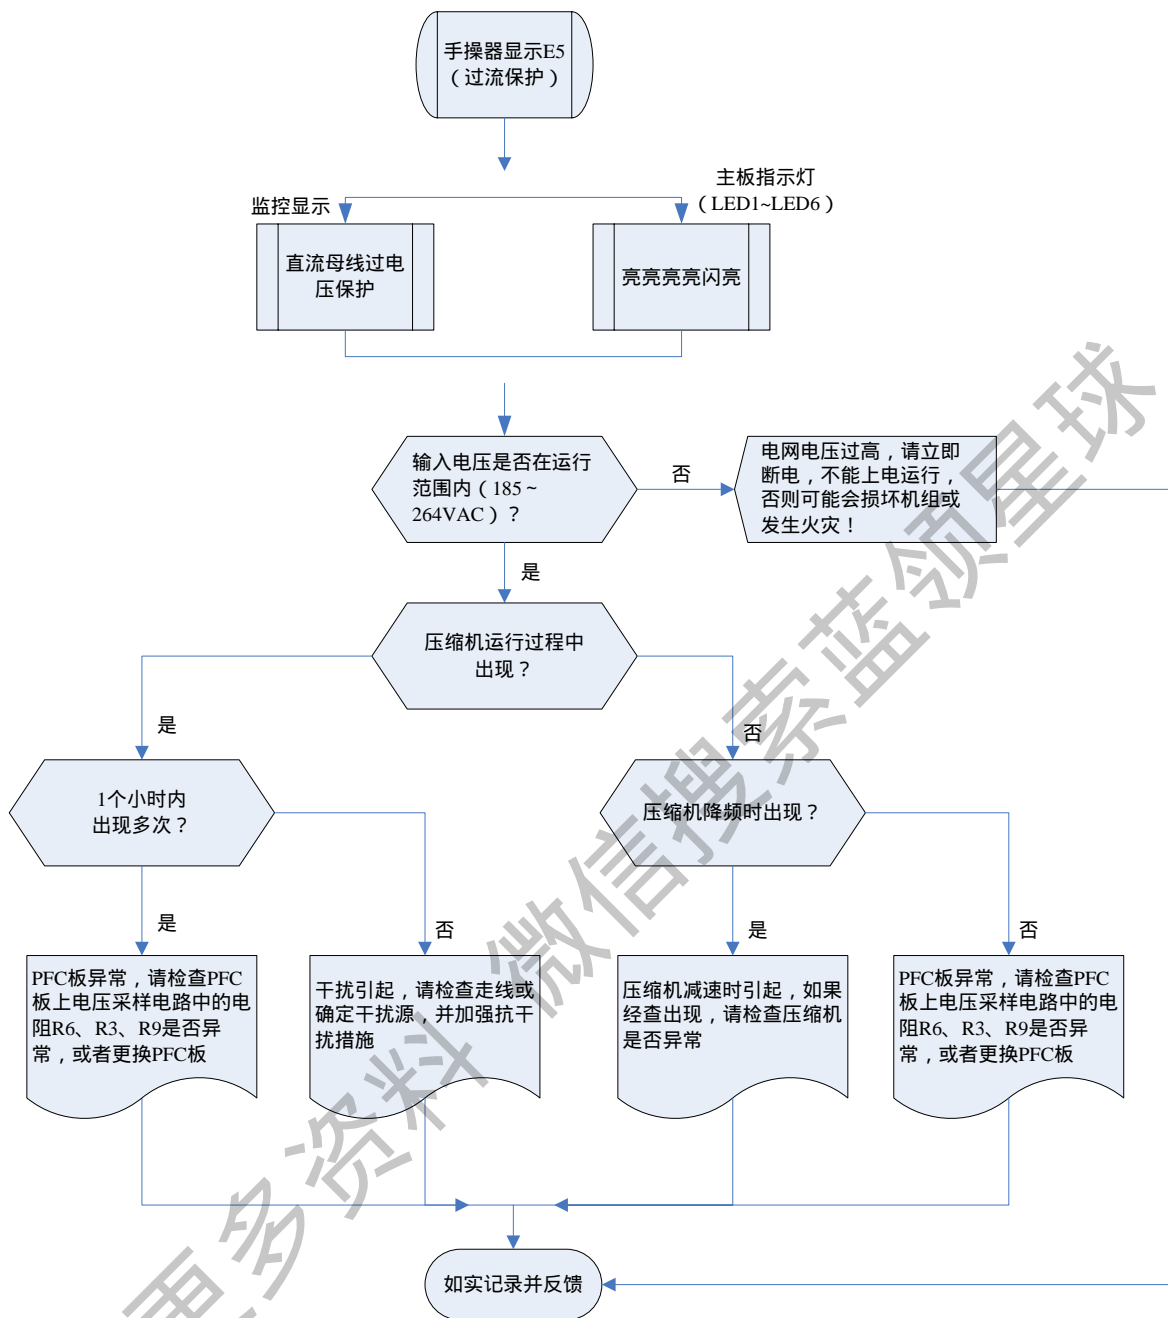 手操器显示E5
（过流保护）
主板指示灯
（LED1~LED6）
监控显示
直流母线过电
压保护
亮亮亮亮闪亮
输入电压是否在运行
范围内（185～
264VAC）？
否
电网电压过高，请立即
断电，不能上电运行，
否则可能会损坏机组或
发生火灾！
是
压缩机运行过程中
出现？
是
否
1个小时内
出现多次？
压缩机降频时出现？
是
否
是
否
PFC板异常，请检查PFC
板上电压采样电路中的电
阻R6、R3、R9是否异
常，或者更换PFC板
干扰引起，请检查走线或
确定干扰源，并加强抗干
扰措施
压缩机减速时引起，如果
经查出现，请检查压缩机
是否异常
PFC板异常，请检查PFC
板上电压采样电路中的电
阻R6、R3、R9是否异
常，或者更换PFC板
如实记录并反馈
更多资料 微信搜索蓝领星球